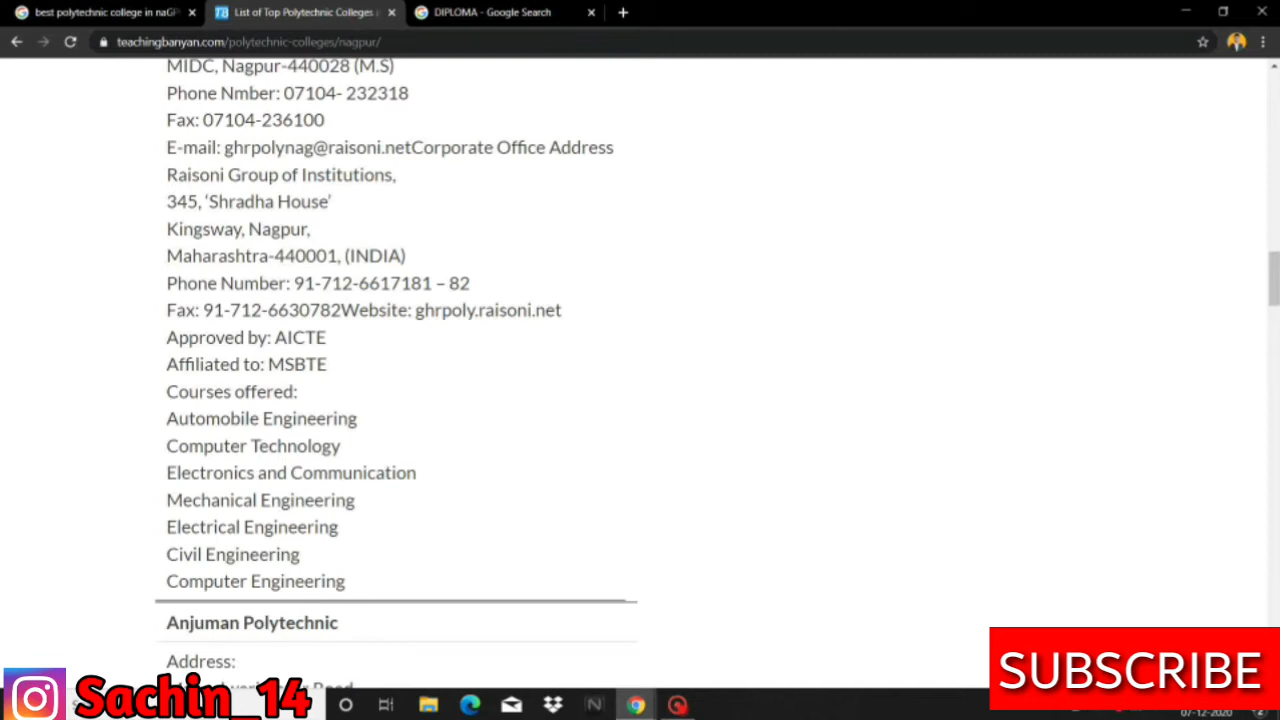 best polytechnic college in naGP
List of Top Polytechnic Colleges
DIPLOMA - Google Search
teachingbanyan.com/polytechnic-colleges/nagpur/
MIDC, Nagpur-440028 (M.S)
Phone Nmber: 07104- 232318
Fax: 07104-236100
E-mail: ghrpolynag@raisoni.netCorporate Office Address
Raisoni Group of Institutions,
345, ‘Shradha House’
Kingsway, Nagpur,
Maharashtra-440001, (INDIA)
Phone Number: 91-712-6617181 – 82
Fax: 91-712-6630782Website: ghrpoly.raisoni.net
Approved by: AICTE
Affiliated to: MSBTE
Courses offered:
Automobile Engineering
Computer Technology
Electronics and Communication
Mechanical Engineering
Electrical Engineering
Civil Engineering
Computer Engineering
Anjuman Polytechnic
Address:
SUBSCRIBE
Sachin_14
07-12-2020